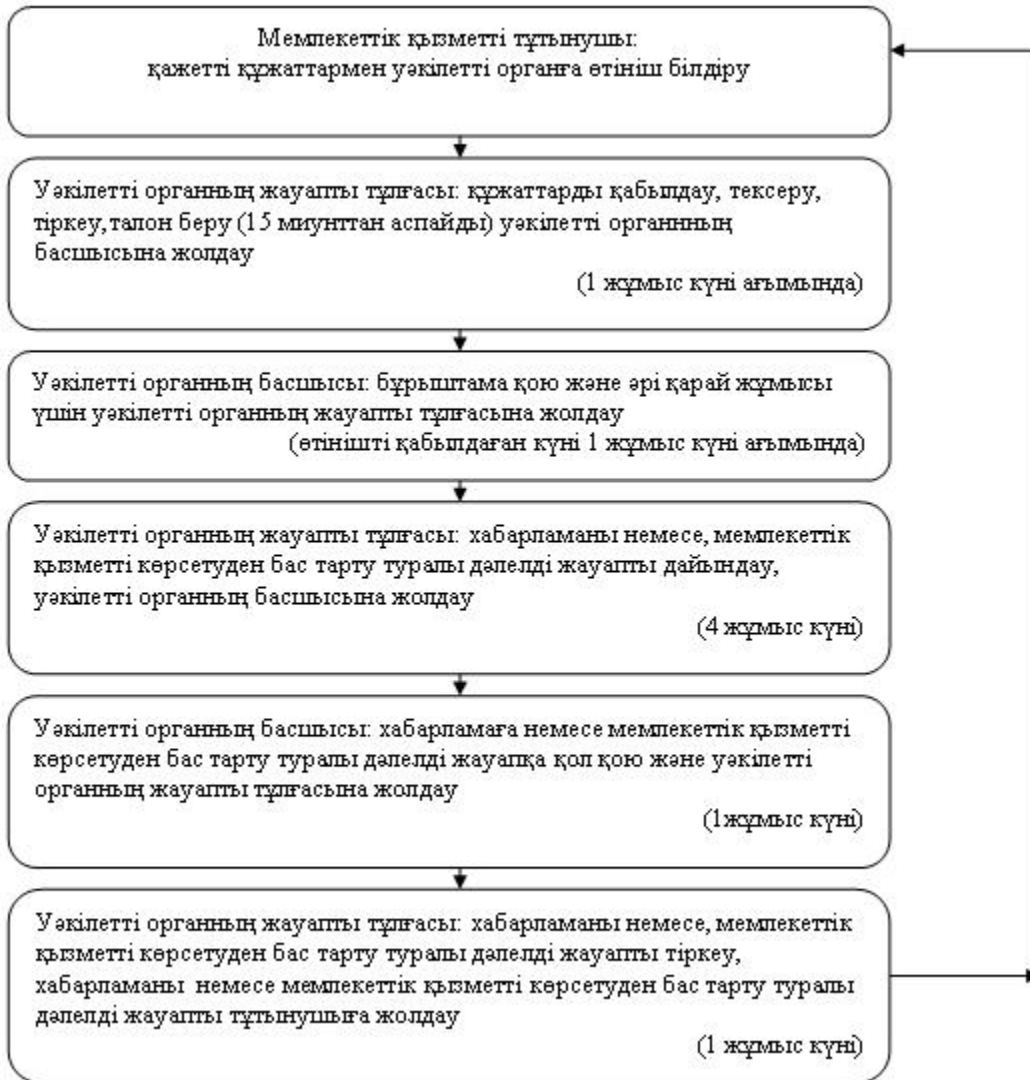 Мемлекеттік қызметті тұтынушы:
қажетті құжаттармен уәкілетті органға өтініш білдіру
Уәкілетті органның жауапты тұлғасы: құжаттарды қабылдау, тексеру,
тіркеу,талон беру (15 миунттан аспайды) уәкілетті органнның
басшысына жолдау
(1 жұмыс күні ағымында)
Уәкілетті органның басшысы: бұрыштама қою және әрі қарай жұмысы
үшін уәкілетті органның жауапты тұлғасына жолдау
(өтінішті қабылдаған күні 1 жұмыс күні ағымында)
Уәкілетті органның жауапты тұлғасы: хабарламаны немесе, мемлекеттік
қызметті көрсетуден бас тарту туралы дәлелді жауапты дайындау,
уәкілетті органның басшысына жолдау
(4 жұмыс күні)
Уәкілетті органның басшысы: хабарламаға немесе мемлекеттік қызметті
көрсетуден бас тарту туралы дәлелді жауапқа қол қою және уәкілетті
органның жауапты тұлғасына жолдау
(1жұмыс күні)
Уәкілетті органның жауапты тұлғасы: хабарламаны немесе, мемлекеттік
қызметті көрсетуден бас тарту туралы дәлелді жауапты тіркеу,
хабарламаны немесе мемлекеттік қызметті көрсетуден бас тарту туралы
дәлелді жауапты тұтынушыға жолдау
(1 жұмыс күні)